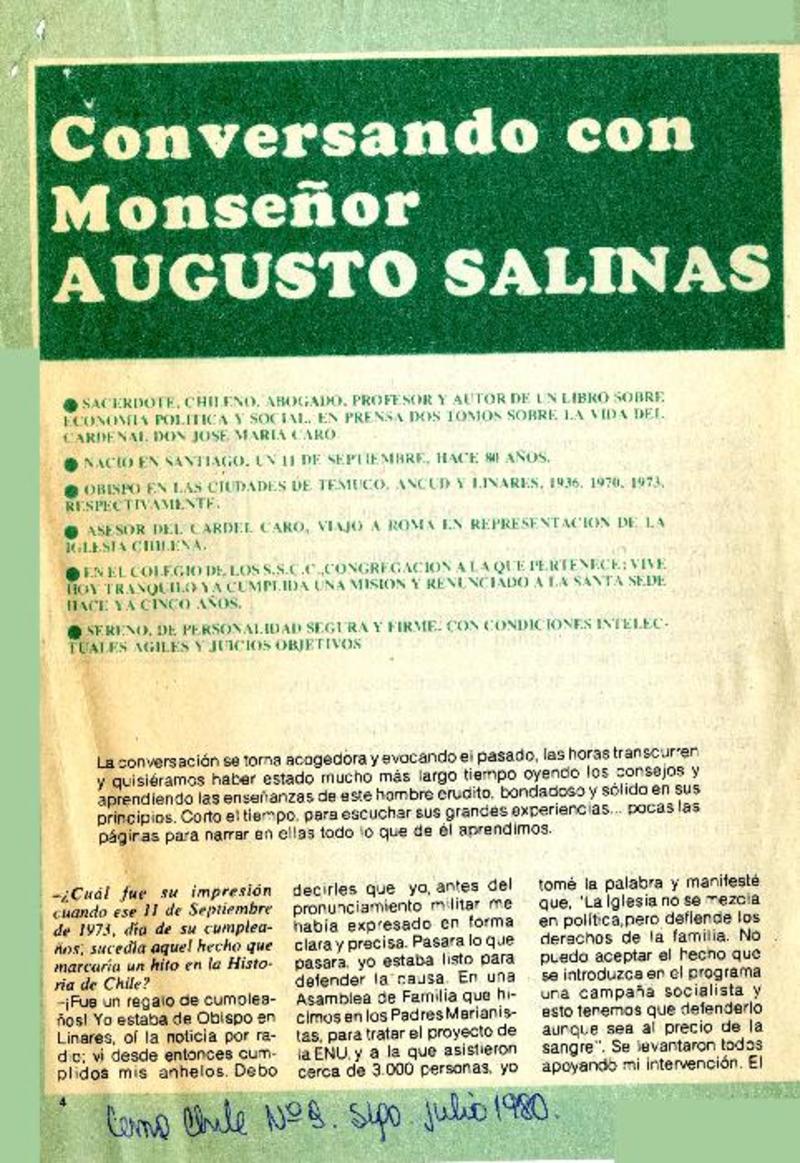 Conversando con
Monseñor
AUGUSTO SALINAS
● SACERDOTE, CHILENO, ABOGADO, PROFESOR Y AUTOR DE UN LIBRO SOBRE
ECONOMIA POLITICA Y SOCIAL. EN PRENSA DOS TOMOS SOBRE LA VIDA DEL
CARDENAL DON JOSE MARIA CARO
● NACIO EN SANTIAGO, UN 11 DE SEPTIEMBRE, HACE 80 AÑOS.
● OBISPO EN LAS CIUDADES DE TEMUCO, ANCUD Y LINARES, 1936, 1970, 1973,
RESPECTIVAMENTE.
● ASESOR DEL CARDEL CARO, VIAJO A ROMA EN REPRESENTACION DE LA
IGLESIA CHILENA.
● EN EL COLEGIO DE LOS S.S.C.C., CONGREGACION A LA QUE PERTENECE; VIVE
HOY TRANQUILO YA CUMPLIDA UNA MISION Y RENUNCIADO A LA SANTA SEDE
HACE YA CINCO AÑOS.
● SERENO, DE PERSONALIDAD SEGURA Y FIRME, CON CONDICIONES INTELEC-
TUALES AGILES Y JUICIOS OBJETIVOS
La conversación se torna acogedora y evocando el pasado, las horas transcurren
y quisiéramos haber estado mucho más largo tiempo oyendo los consejos y
aprendiendo las enseñanzas de este hombre erudito, bondadoso y sólido en sus
principios. Corto el tiempo, para escuchar sus grandes experiencias... pocas las
páginas para narrar en ellas todo lo que de él aprendimos.
–¿Cuál fue su impresión
cuando ese 11 de Septiembre
de 1973, día de su cumplea-
ños, sucedía aquel hecho que
marcaría un hito en la Histo-
ria de Chile?
–¡Fue un regalo de cumplea-
ños! Yo estaba de Obispo en
Linares, oí la noticia por ra-
dio; vi desde entonces cum-
plidos mis anhelos. Debo
decirles que yo, antes del
pronunciamiento militar me
había expresado en forma
clara y precisa. Pasara lo que
pasara, yo estaba listo para
defender la causa. En una
Asamblea de Familia que hi-
cimos en los Padres Marianis-
tas, para tratar el proyecto de
la ENU, y a la que asistieron
cerca de 3.000 personas, yo
tomé la palabra y manifesté
que, "La Iglesia no se mezcla
en política, pero defiende los
derechos de la familia. No
puedo aceptar el hecho que
se introduzca en el programa
una campaña socialista y
esto tenemos que defenderlo
aunque sea al precio de la
sangre". Se levantaron todos
apoyando mi intervención. El
4
Chile Nº 8. Stgo. Julio 1980.